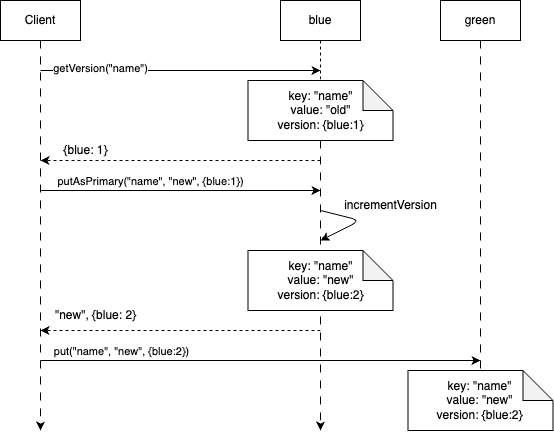 Client
blue
green
getVersion("name")
key: "name"
value: "old"
version: {blue:1}
{blue: 1}
putAsPrimary("name", "new", {blue:1})
incrementVersion
key: "name"
value: "new"
version: {blue:2}
"new", {blue: 2}
put("name", "new", {blue:2})
key: "name"
value: "new"
version: {blue:2}